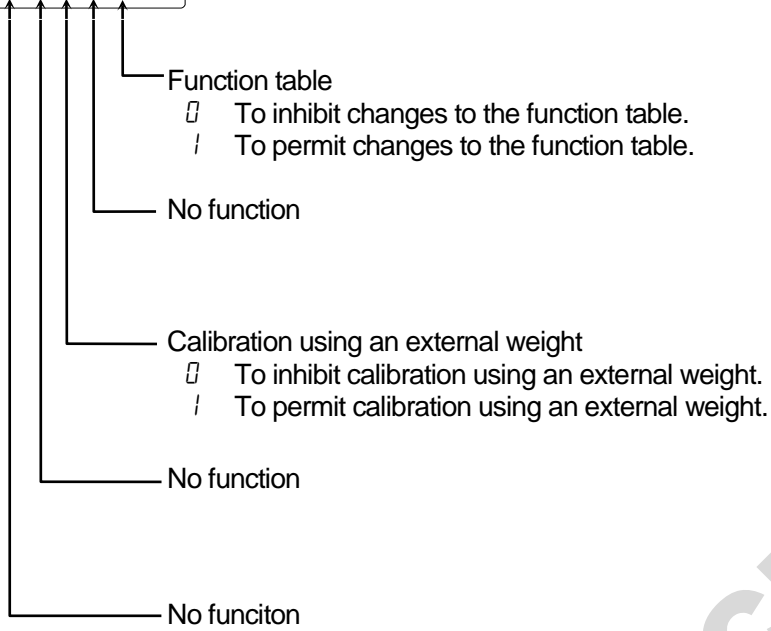 Function table
0 To inhibit changes to the function table.
1 To permit changes to the function table.
No function
Calibration using an external weight
0 To inhibit calibration using an external weight.
1 To permit calibration using an external weight.
No function
No funciton